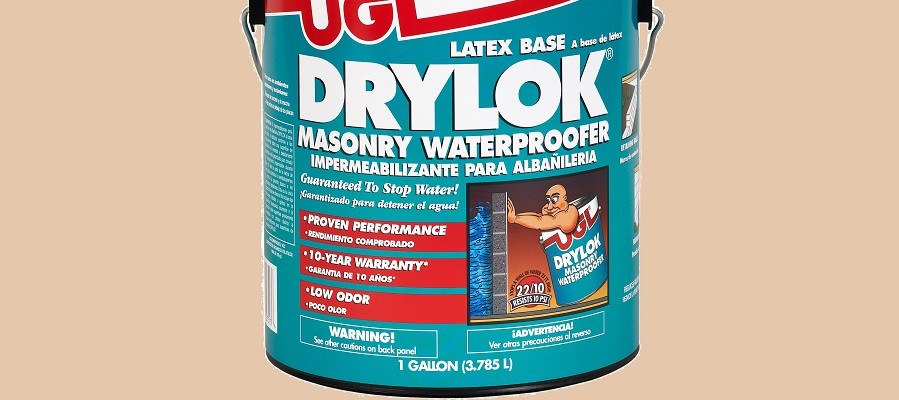 UGL
LATEX BASE A base de látex
DRYLOK®
MASONRY WATERPROOFER
IMPERMEABILIZANTE PARA ALBAÑILERIA
Guaranteed To Stop Water!
¡Garantizado para detener el agua!
• PROVEN PERFORMANCE
• RENDIMIENTO COMPROBADO
• 10-YEAR WARRANTY*
• GARANTIA DE 10 AÑOS*
• LOW ODOR
• POCO OLOR
UGL
DRYLOK
MASONRY
WATERPROOFER
22/10
RESISTS 10 PSI
WARNING!
See other cautions on back panel
¡ADVERTENCIA!
Ver otras precauciones al reverso
1 GALLON (3.785 L)